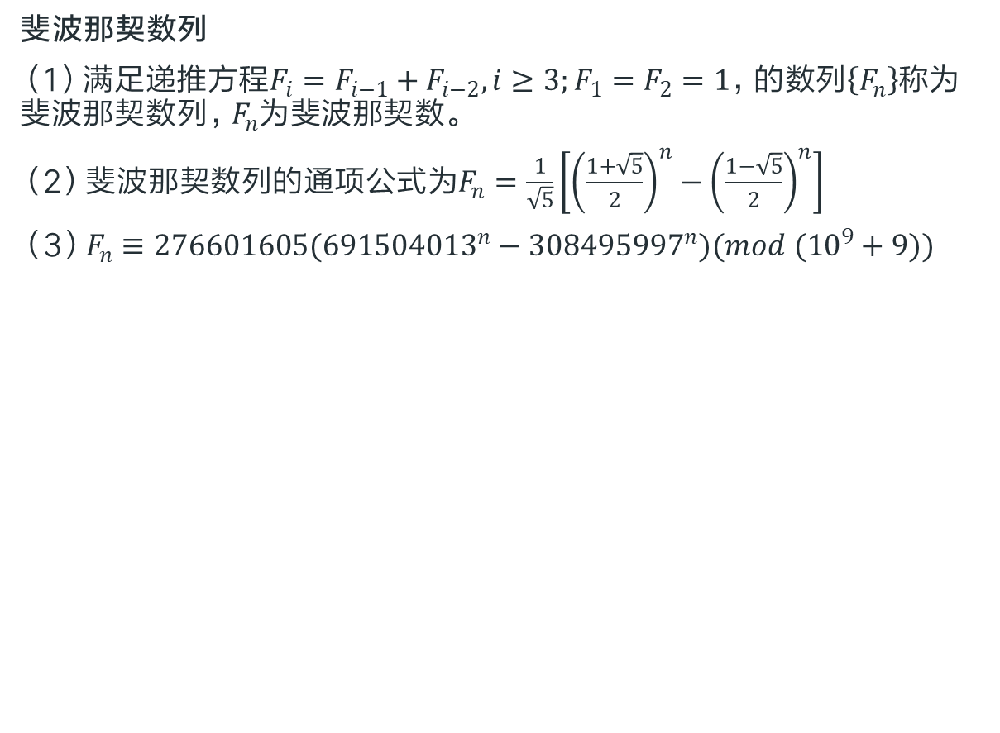 斐波那契数列
（1）满足递推方程$F_i = F_{i-1} + F_{i-2}, i \geq 3; F_1 = F_2 = 1$，的数列{$F_n$}称为
斐波那契数列，$F_n$为斐波那契数。
（2）斐波那契数列的通项公式为$F_n = \frac{1}{\sqrt{5}}\left[\left(\frac{1+\sqrt{5}}{2}\right)^n - \left(\frac{1-\sqrt{5}}{2}\right)^n\right]$
（3）$F_n \equiv 276601605(691504013^n - 308495997^n)(mod\ (10^9 + 9))$